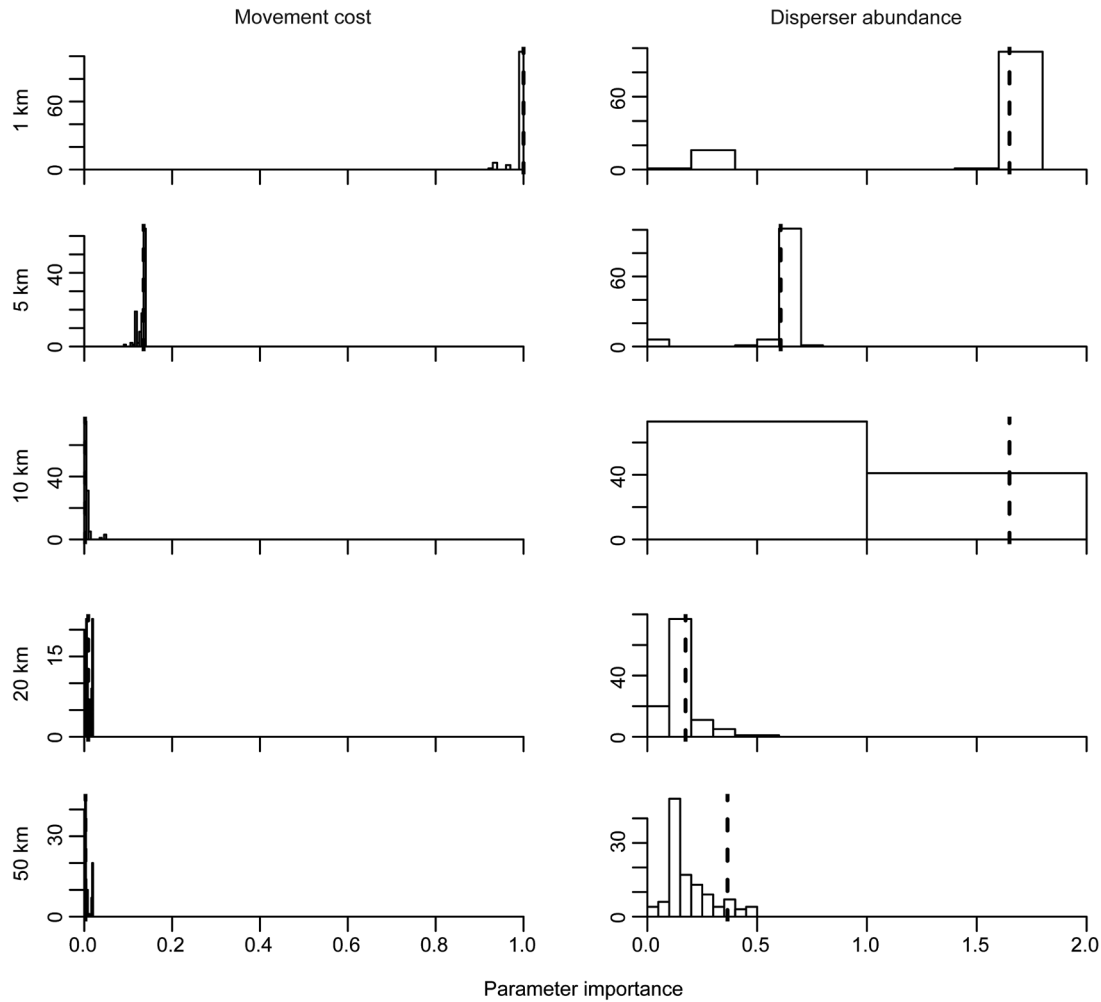 Movement cost Disperser abundance
1 km
0 60
0 60
5 km
0 40
0 60
10 km
0 40
0 40
20 km
0 15
0 40
50 km
0 30
0 30
0.0 0.2 0.4 0.6 0.8 1.0
0.0 0.5 1.0 1.5 2.0
Parameter importance